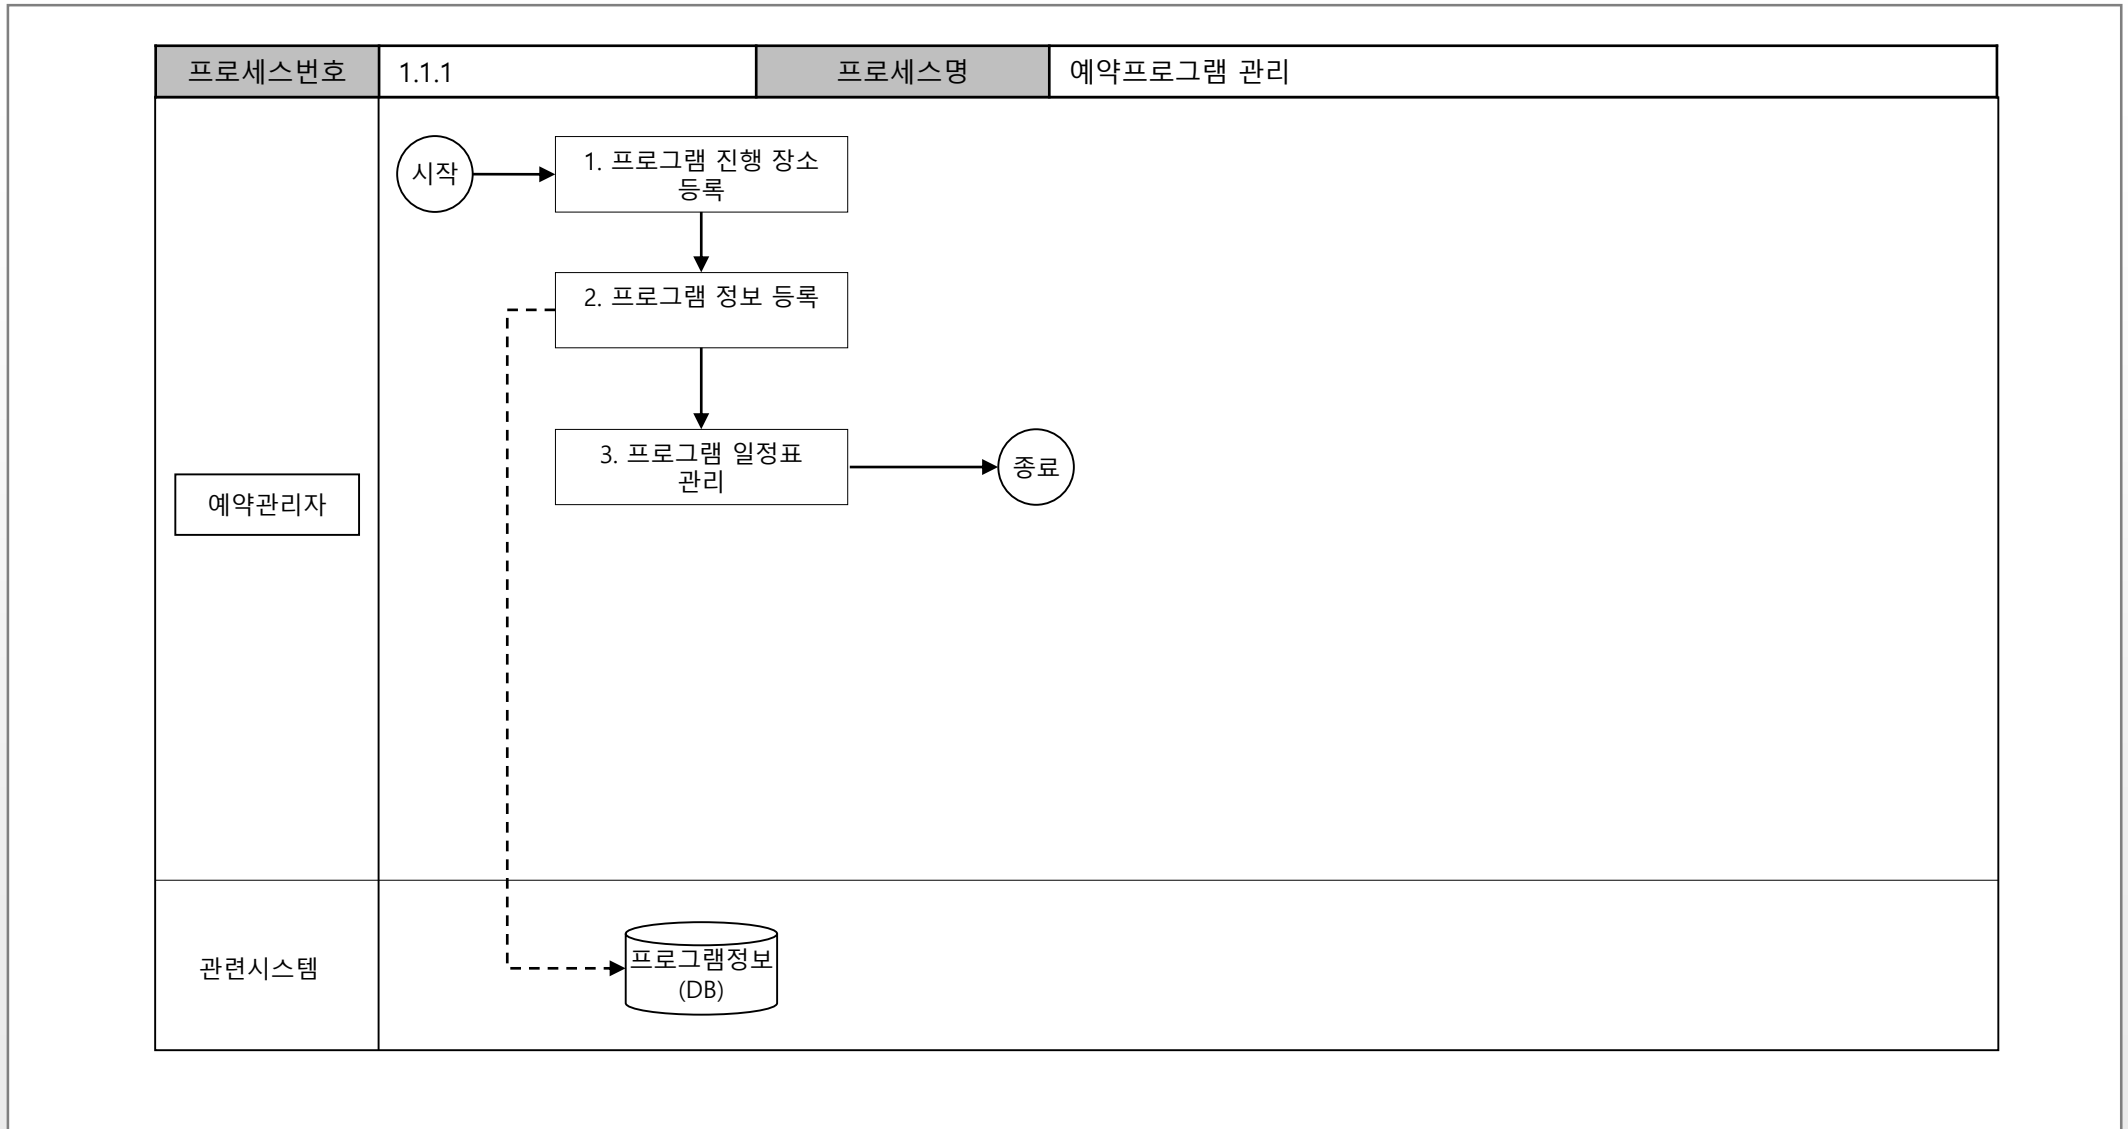 프로세스번호
1.1.1
프로세스명
예약프로그램 관리
시작
1. 프로그램 진행 장소
등록
2. 프로그램 정보 등록
3. 프로그램 일정표
관리
종료
예약관리자
관련시스템
프로그램정보
(DB)